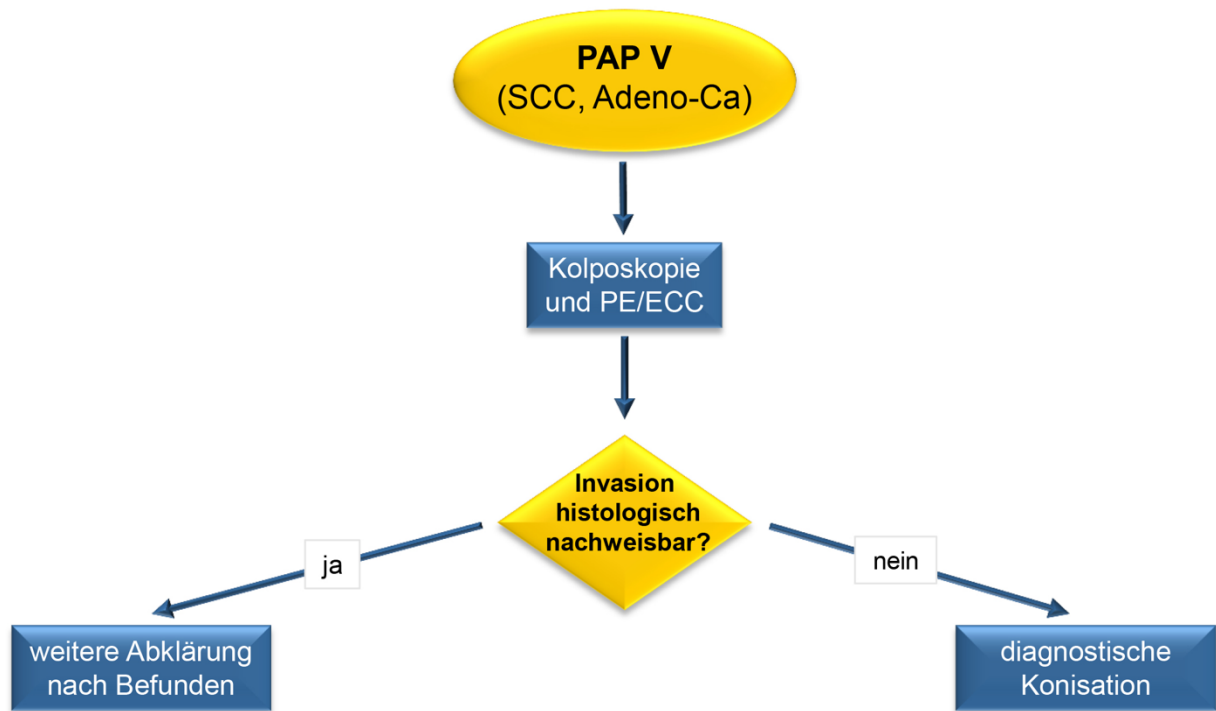 PAP V
(SCC, Adeno-Ca)
Kolposkopie
und PE/ECC
Invasion
histologisch
nachweisbar?
ja
nein
weitere Abklärung
nach Befunden
diagnostische
Konisation